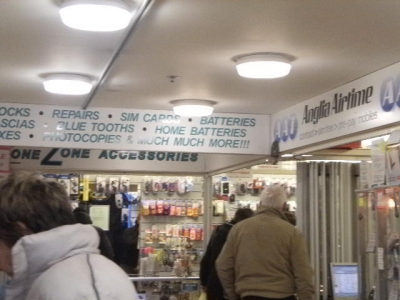 OCKS • REPAIRS • SIM CARDS • BATTERIES
ASCIAS • BLUE TOOTHS • HOME BATTERIES
XES • PHOTOCOPIES & MUCH MUCH MORE!!!
ONE ZONE ACCESSORIES
Anglia Airtime